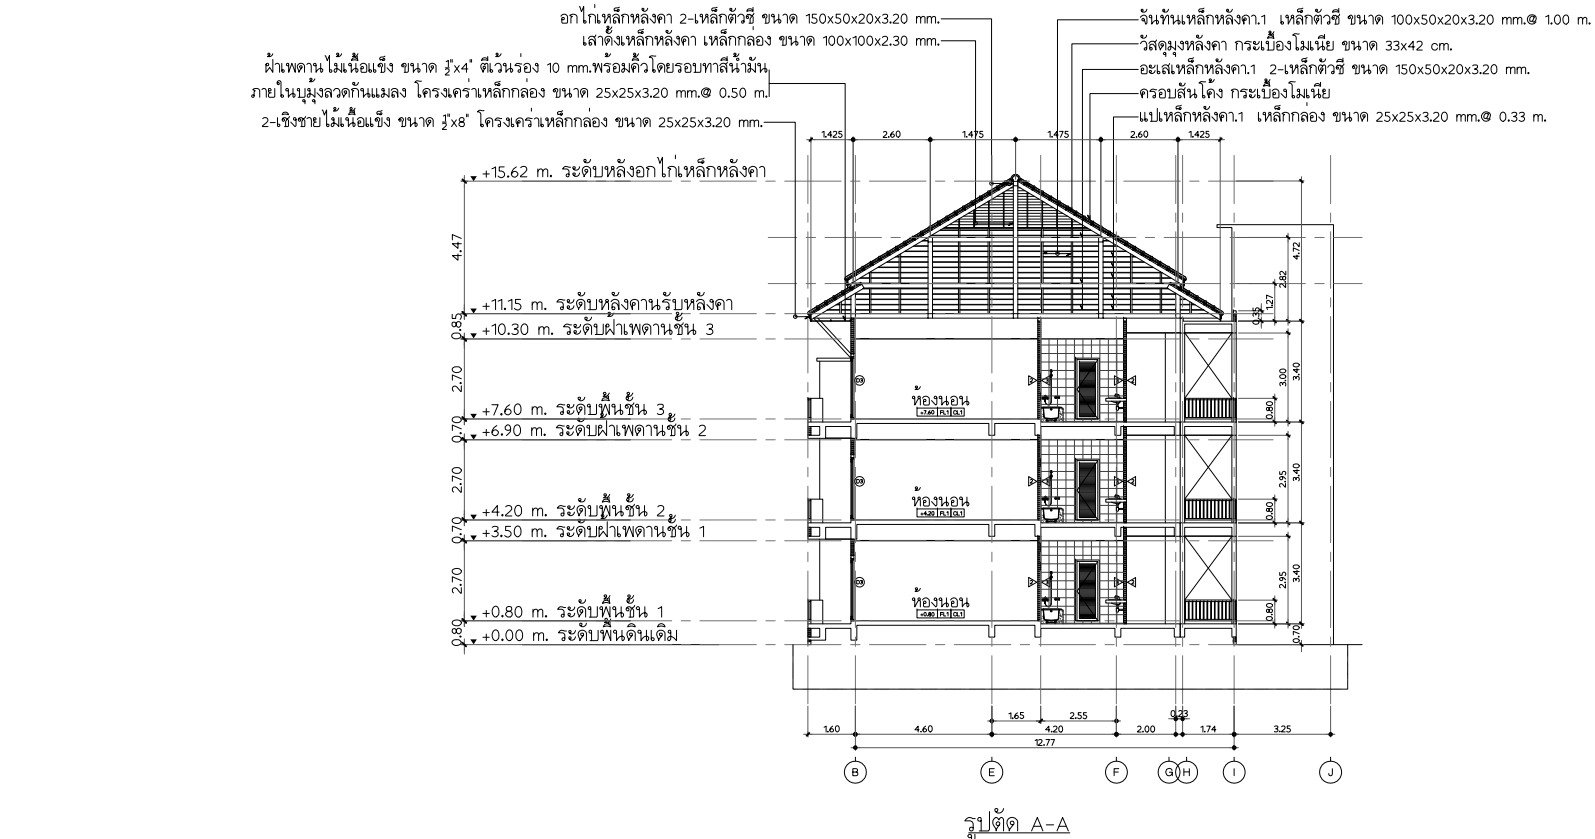 อกไก่เหล็กหลังคา 2-เหล็กตัวซี ขนาด 150x50x20x3.20 mm.
เสาดั้งเหล็กหลังคา เหล็กกล่อง ขนาด 100x100x2.30 mm.
ฝ้าเพดานไม้เนื้อแข็ง ขนาด ½"x4" ตีเว้นร่อง 10 mm.พร้อมคิ้วโดยรอบทาสีน้ำมัน
ภายในบุมุ้งลวดกันแมลง โครงเคร่าเหล็กกล่อง ขนาด 25x25x3.20 mm.@ 0.50 m.
2-เชิงชายไม้เนื้อแข็ง ขนาด ½"x8" โครงเคร่าเหล็กกล่อง ขนาด 25x25x3.20 mm.
จันทันเหล็กหลังคา.1 เหล็กตัวซี ขนาด 100x50x20x3.20 mm.@ 1.00 m.
วัสดุมุงหลังคา กระเบื้องโมเนีย ขนาด 33x42 cm.
อะเสเหล็กหลังคา.1 2-เหล็กตัวซี ขนาด 150x50x20x3.20 mm.
ครอบสันโค้ง กระเบื้องโมเนีย
แปเหล็กหลังคา.1 เหล็กกล่อง ขนาด 25x25x3.20 mm.@ 0.33 m.
1.425 2.60 1.475 1.475 2.60 1.425
+15.62 m. ระดับหลังอกไก่เหล็กหลังคา
4.47
+11.15 m. ระดับหลังคานรับหลังคา
0.85
+10.30 m. ระดับฝ้าเพดานชั้น 3
2.70
+7.60 m. ระดับพื้นชั้น 3
0.70
+6.90 m. ระดับฝ้าเพดานชั้น 2
2.70
+4.20 m. ระดับพื้นชั้น 2
0.70
+3.50 m. ระดับฝ้าเพดานชั้น 1
2.70
+0.80 m. ระดับพื้นชั้น 1
0.80
+0.00 m. ระดับพื้นดินเดิม
D3
ห้องนอน
+7.60 FL1 CL1
D3
ห้องนอน
+4.20 FL1 CL1
D3
ห้องนอน
+0.80 FL1 CL1
4.72
2.82
1.27
0.35
3.00
3.40
0.80
2.95
3.40
0.80
2.95
3.40
0.80
0.70
1.65 2.55 0.23
1.60 4.60 4.20 2.00 1.74 3.25
12.77
B E F G H I J
รูปตัด A-A